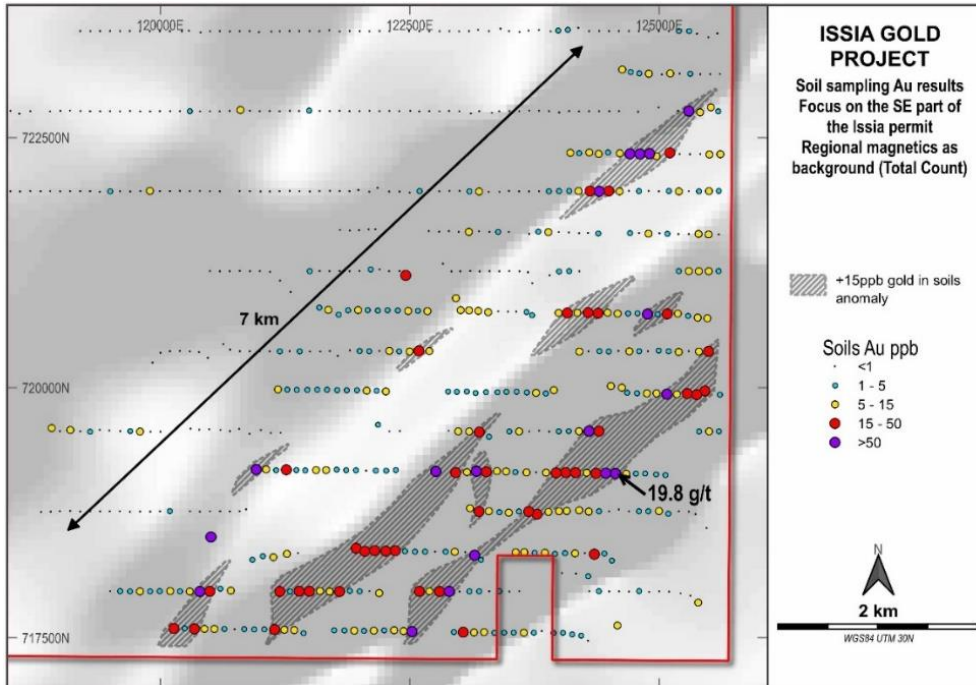 120000E 122500E 125000E
722500N
720000N
717500N
7 km
19.8 g/t
ISSIA GOLD
PROJECT
Soil sampling Au results
Focus on the SE part of
the Issia permit
Regional magnetics as
background (Total Count)
+15ppb gold in soils
anomaly
Soils Au ppb
<1
1 - 5
5 - 15
15 - 50
>50
N
2 km
WGS84 UTM 30N